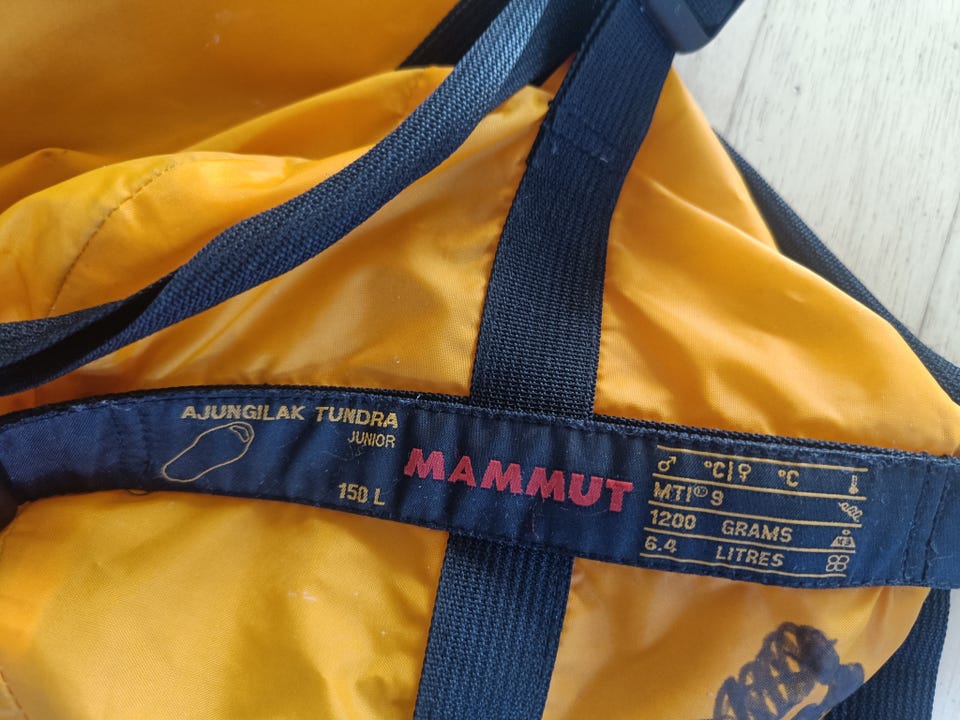 AJUNGILAK TUNDRA
JUNIOR
150 L
MAMMUT
♂ °C|♀ °C
MTI© 9
1200 GRAMS
6.4 LITRES